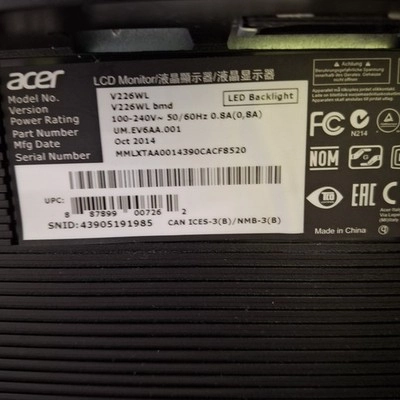 acer
LCD Monitor/液晶顯示器/液晶显示器
Model No. V226WL
Version V226WL bmd
LED Backlight
Power Rating 100-240V~ 50/60Hz 0.8A(0,8A)
Part Number UM.EV6AA.001
Mfg Date Oct 2014
Serial Number MMLXTAA0014390CACF8520
UPC: 8 87899 00726 2
SNID: 43905191985 CAN ICES-3(B)/NMB-3(B)
Achtung /
FC
N214
NOM
EAC
Made in China